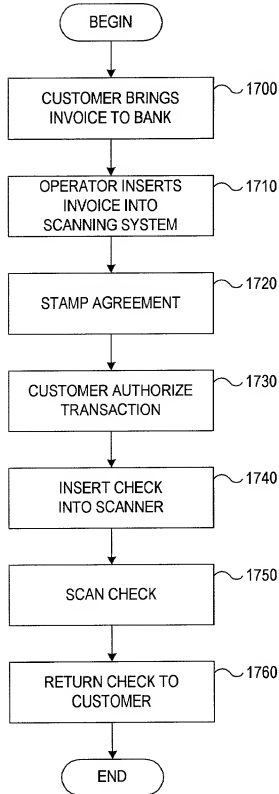 BEGIN
CUSTOMER BRINGS
INVOICE TO BANK
1700
OPERATOR INSERTS
INVOICE INTO
SCANNING SYSTEM
1710
STAMP AGREEMENT
1720
CUSTOMER AUTHORIZE
TRANSACTION
1730
INSERT CHECK
INTO SCANNER
1740
SCAN CHECK
1750
RETURN CHECK TO
CUSTOMER
1760
END